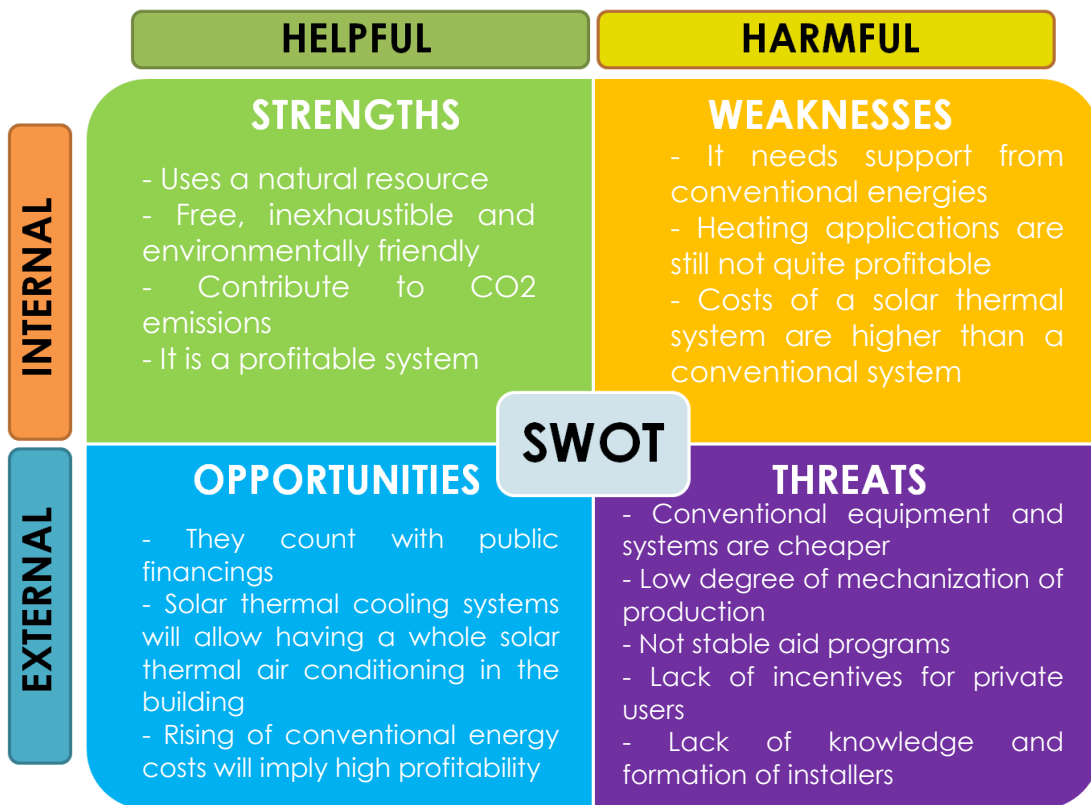 HELPFUL
HARMFUL
INTERNAL
STRENGTHS
- Uses a natural resource
- Free, inexhaustible and
environmentally friendly
- Contribute to CO2
emissions
- It is a profitable system
WEAKNESSES
- It needs support from
conventional energies
- Heating applications are
still not quite profitable
- Costs of a solar thermal
system are higher than a
conventional system
SWOT
EXTERNAL
OPPORTUNITIES
- They count with public
financings
- Solar thermal cooling systems
will allow having a whole solar
thermal air conditioning in the
building
- Rising of conventional energy
costs will imply high profitability
THREATS
- Conventional equipment and
systems are cheaper
- Low degree of mechanization of
production
- Not stable aid programs
- Lack of incentives for private
users
- Lack of knowledge and
formation of installers